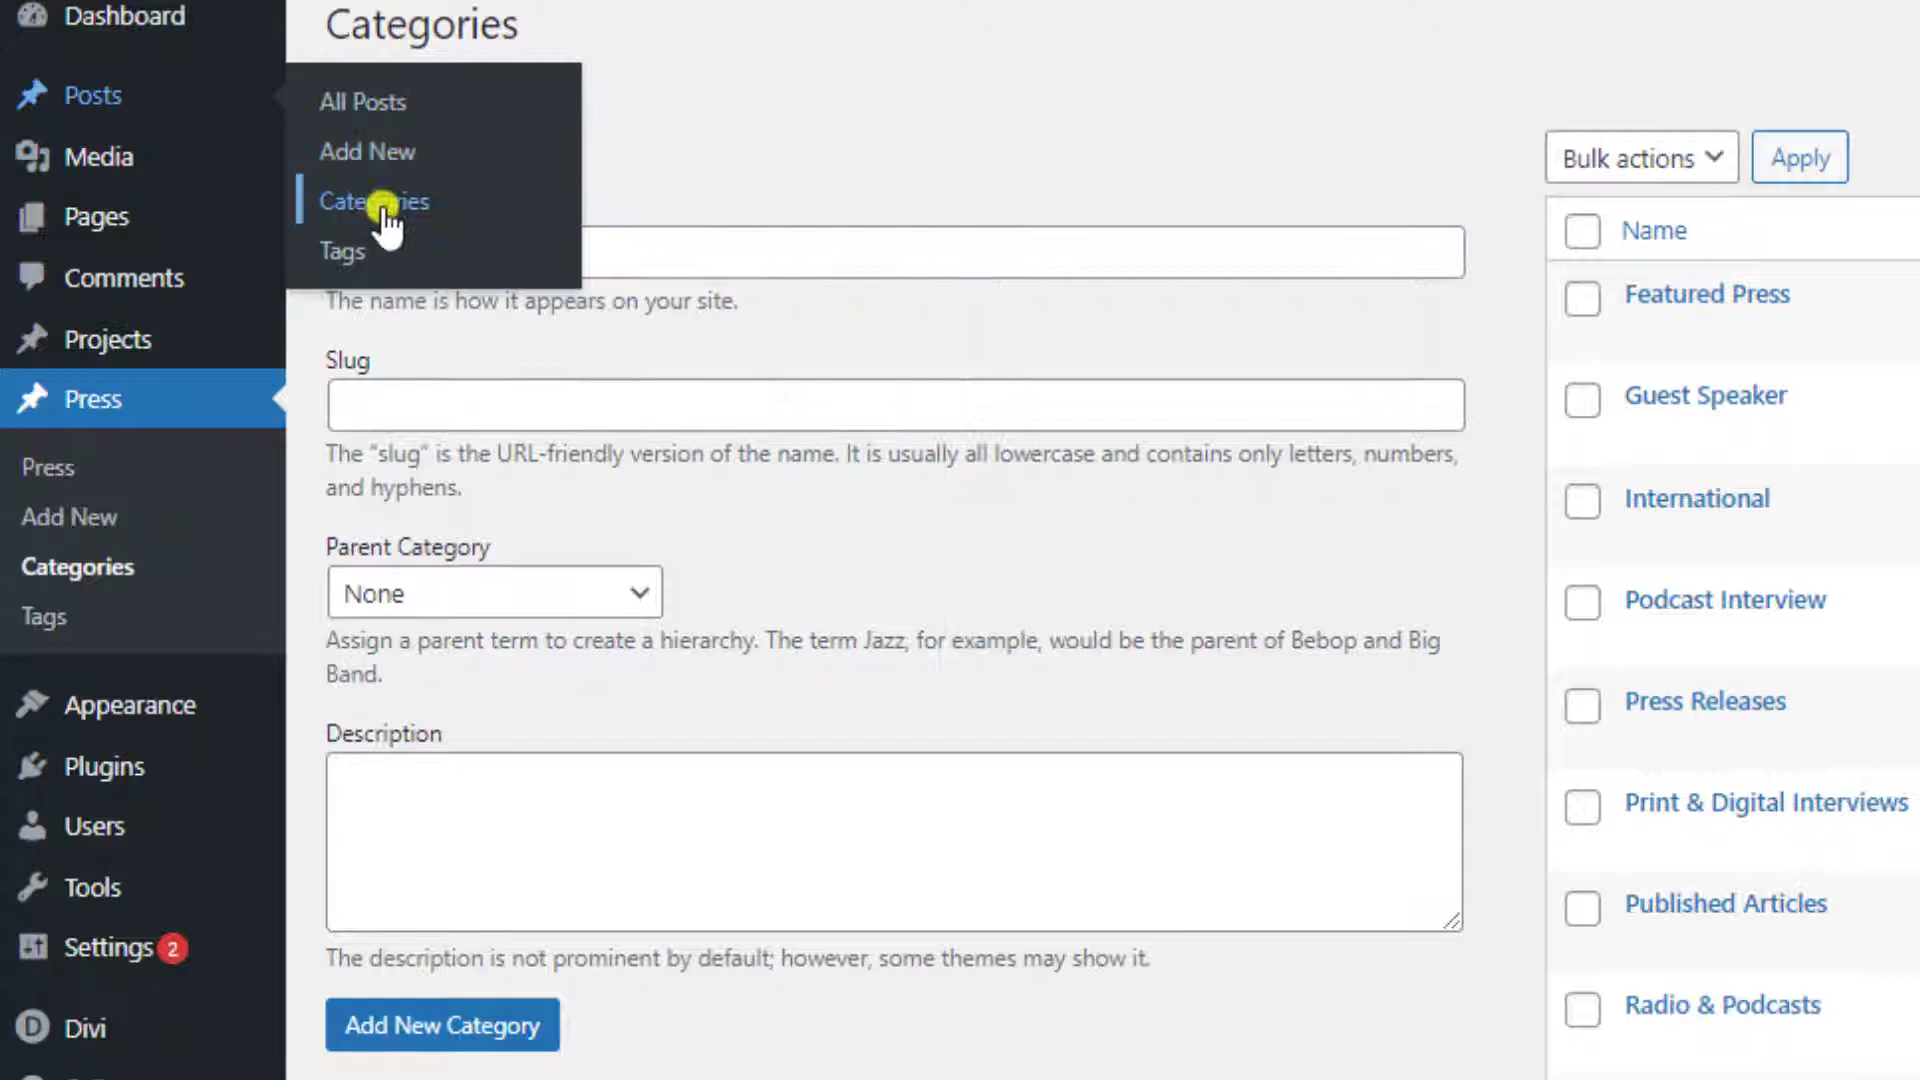 Dashboard
Posts
Media
Pages
Comments
Projects
Press
Press
Add New
Categories
Tags
Appearance
Plugins
Users
Tools
Settings 2
Divi
Categories
All Posts
Add New
Categories
Tags
The name is how it appears on your site.
Slug
The “slug” is the URL-friendly version of the name. It is usually all lowercase and contains only letters, numbers,
and hyphens.
Parent Category
None
Assign a parent term to create a hierarchy. The term Jazz, for example, would be the parent of Bebop and Big
Band.
Description
The description is not prominent by default; however, some themes may show it.
Add New Category
Bulk actions
Apply
Name
Featured Press
Guest Speaker
International
Podcast Interview
Press Releases
Print & Digital Interviews
Published Articles
Radio & Podcasts